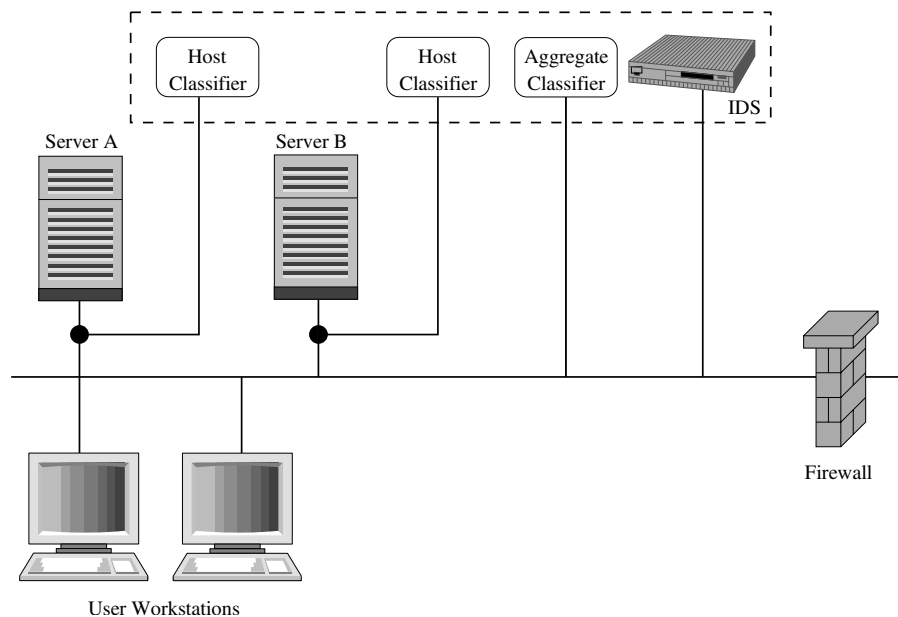 Host
Classifier
Host
Classifier
Aggregate
Classifier
IDS
Server A
Server B
Firewall
User Workstations